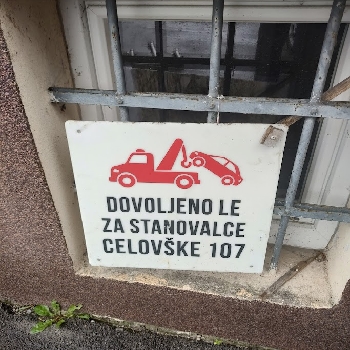 DOVOLJENO LE
ZA STANOVALCE
CELOVŠKE 107